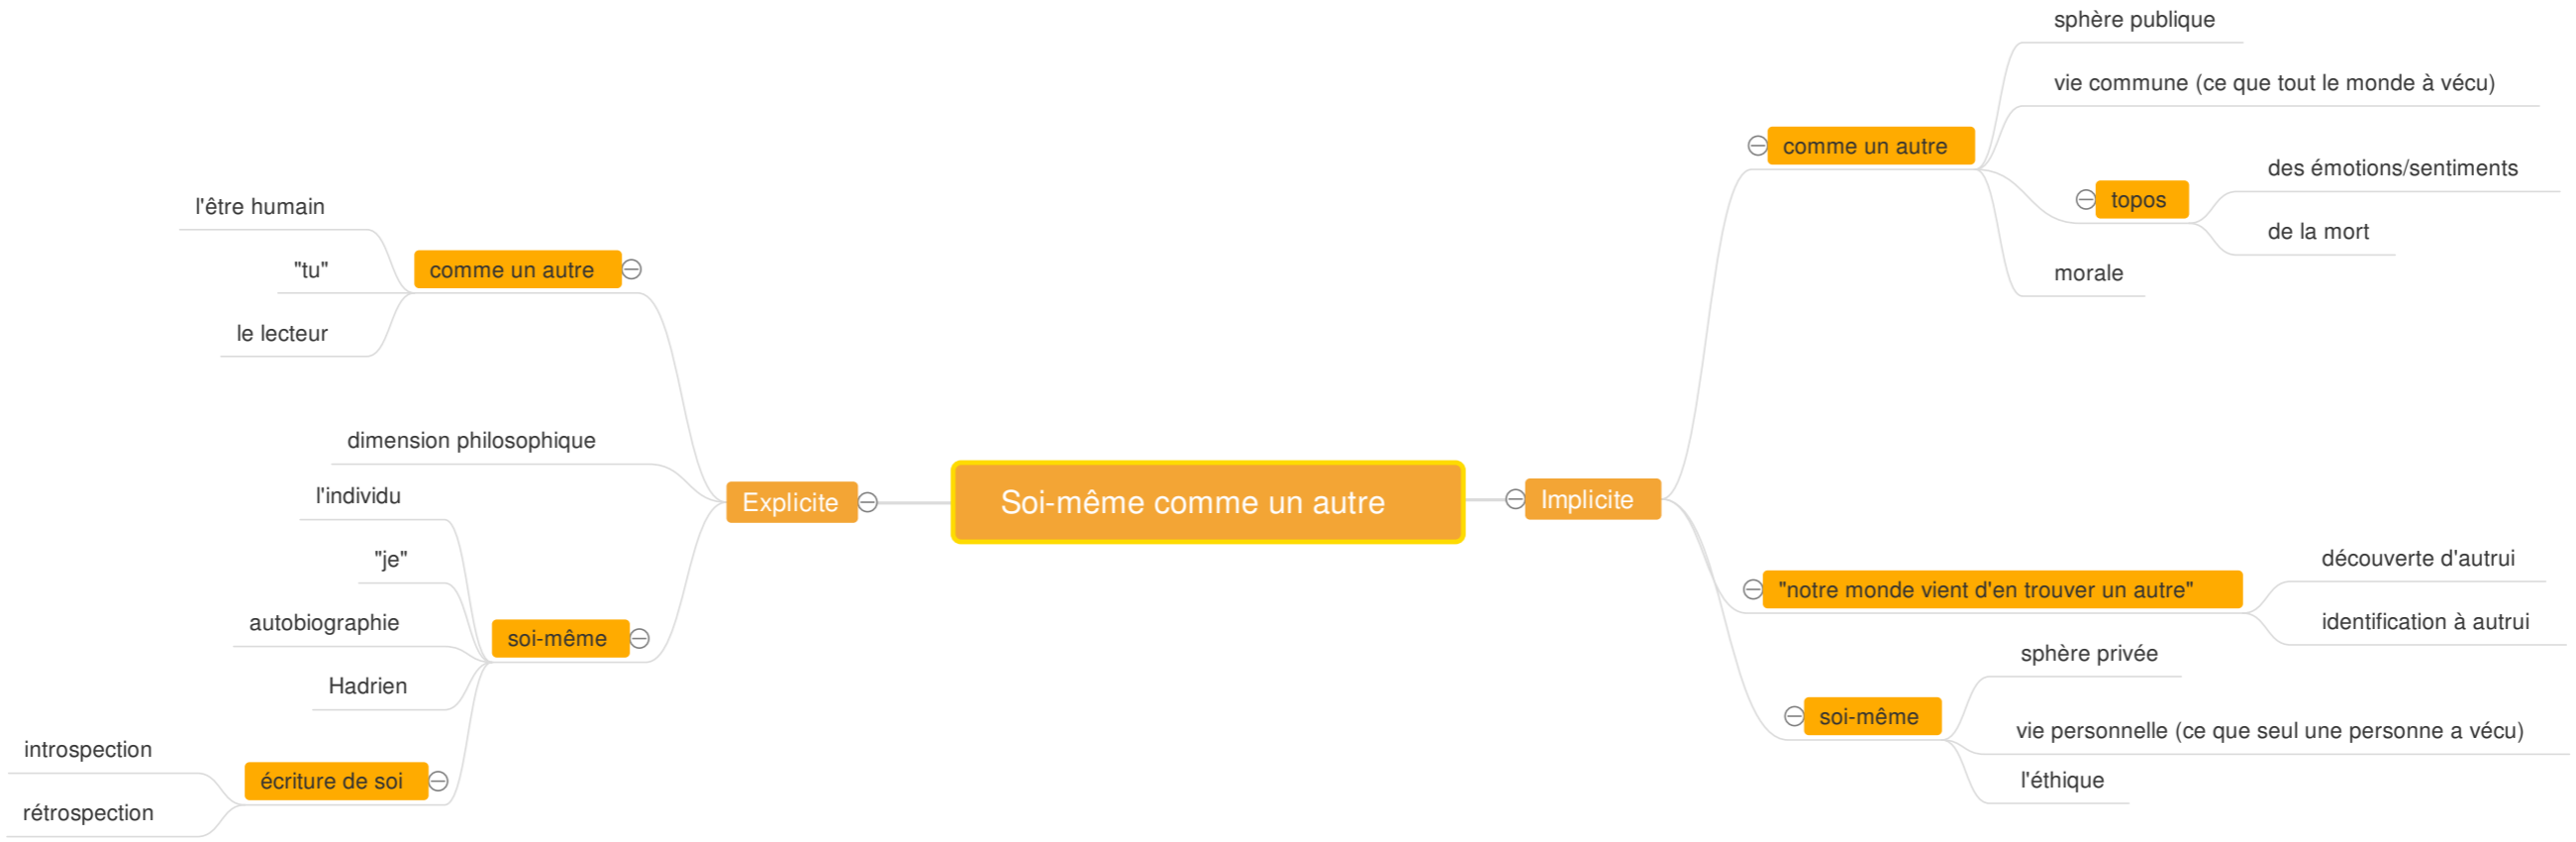 Soi-même comme un autre
Explicite
comme un autre
l'être humain
"tu"
le lecteur
dimension philosophique
soi-même
l'individu
"je"
autobiographie
Hadrien
écriture de soi
introspection
rétrospection
Implicite
comme un autre
sphère publique
vie commune (ce que tout le monde à vécu)
topos
des émotions/sentiments
de la mort
morale
"notre monde vient d'en trouver un autre"
découverte d'autrui
identification à autrui
soi-même
sphère privée
vie personnelle (ce que seul une personne a vécu)
l'éthique